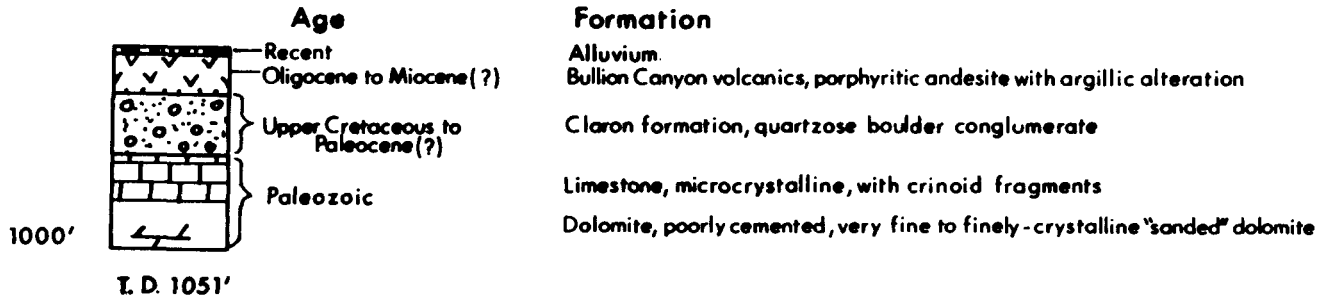 Age Formation
Recent Alluvium.
Oligocene to Miocene(?) Bullion Canyon volcanics, porphyritic andesite with argillic alteration
Upper Cretaceous to Claron formation, quartzose boulder conglumerate
Paleocene(?)
Paleozoic Limestone, microcrystalline, with crinoid fragments
1000' Dolomite, poorly cemented, very fine to finely-crystalline "sanded" dolomite
T. D. 1051'